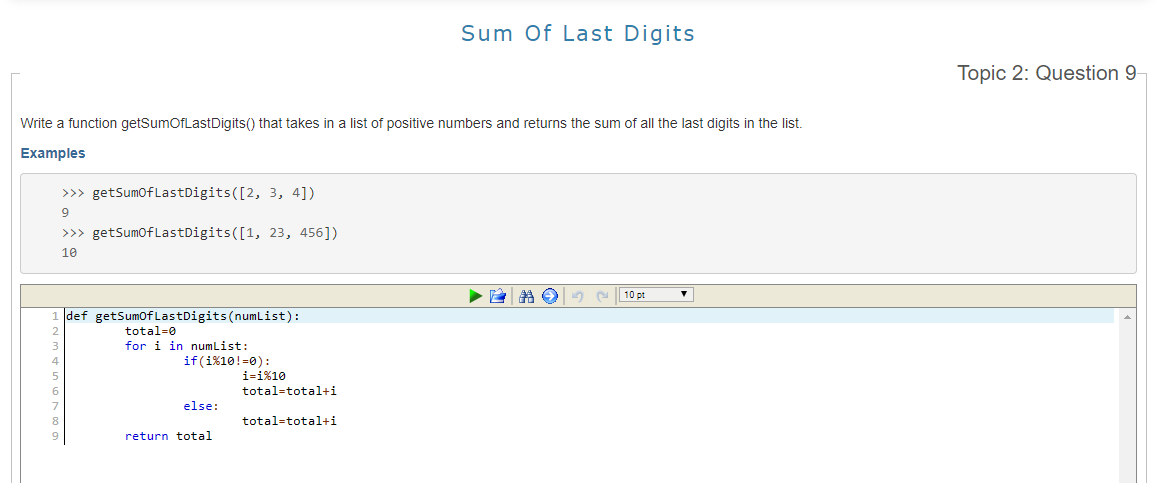 Sum Of Last Digits
Topic 2: Question 9
Write a function getSumOfLastDigits() that takes in a list of positive numbers and returns the sum of all the last digits in the list.
Examples
>>> getSumOfLastDigits([2, 3, 4])
9
>>> getSumOfLastDigits([1, 23, 456])
10
10 pt
1 def getSumOfLastDigits(numList):
2 total=0
3 for i in numList:
4 if(i%10!=0):
5 i=i%10
6 total=total+i
7 else:
8 total=total+i
9 return total